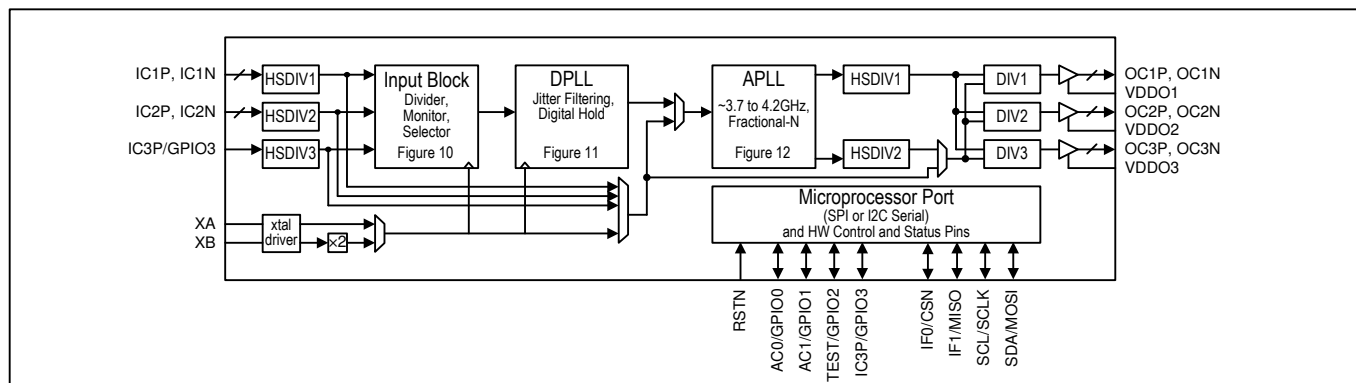 IC1P, IC1N
IC2P, IC2N
IC3P/GPIO3
XA
XB
HSDIV1
HSDIV2
HSDIV3
xtal
driver
×2
Input Block
Divider,
Monitor,
Selector
Figure 10
DPLL
Jitter Filtering,
Digital Hold
Figure 11
APLL
~3.7 to 4.2GHz,
Fractional-N
Figure 12
HSDIV1
HSDIV2
DIV1
DIV2
DIV3
OC1P, OC1N
VDDO1
OC2P, OC2N
VDDO2
OC3P, OC3N
VDDO3
Microprocessor Port
(SPI or I2C Serial)
and HW Control and Status Pins
RSTN
AC0/GPIO0
AC1/GPIO1
TEST/GPIO2
IC3P/GPIO3
IF0/CSN
IF1/MISO
SCL/SCLK
SDA/MOSI